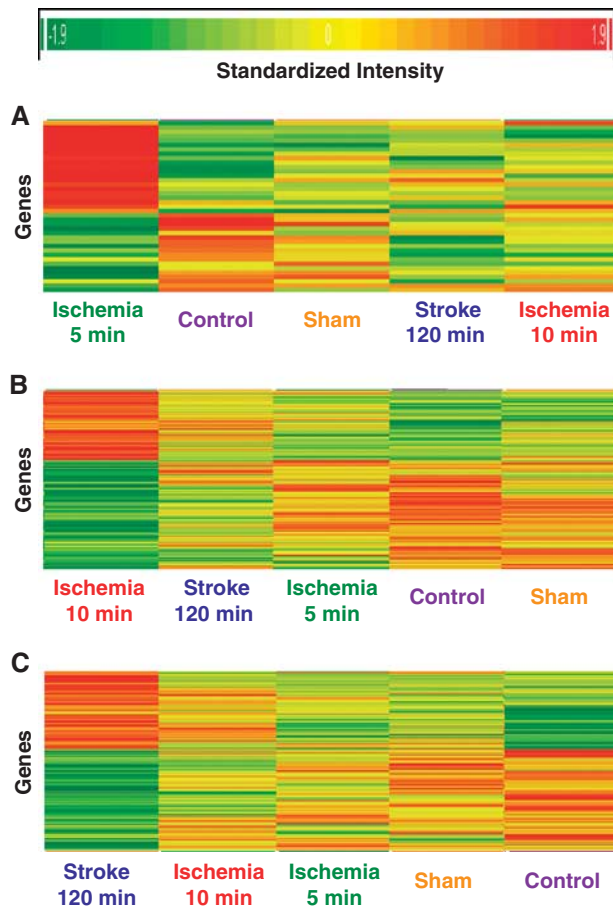 -1.9 0 1.9
Standardized Intensity
A
Genes
Ischemia
5 min
Control
Sham
Stroke
120 min
Ischemia
10 min
B
Genes
Ischemia
10 min
Stroke
120 min
Ischemia
5 min
Control
Sham
C
Genes
Stroke
120 min
Ischemia
10 min
Ischemia
5 min
Sham
Control